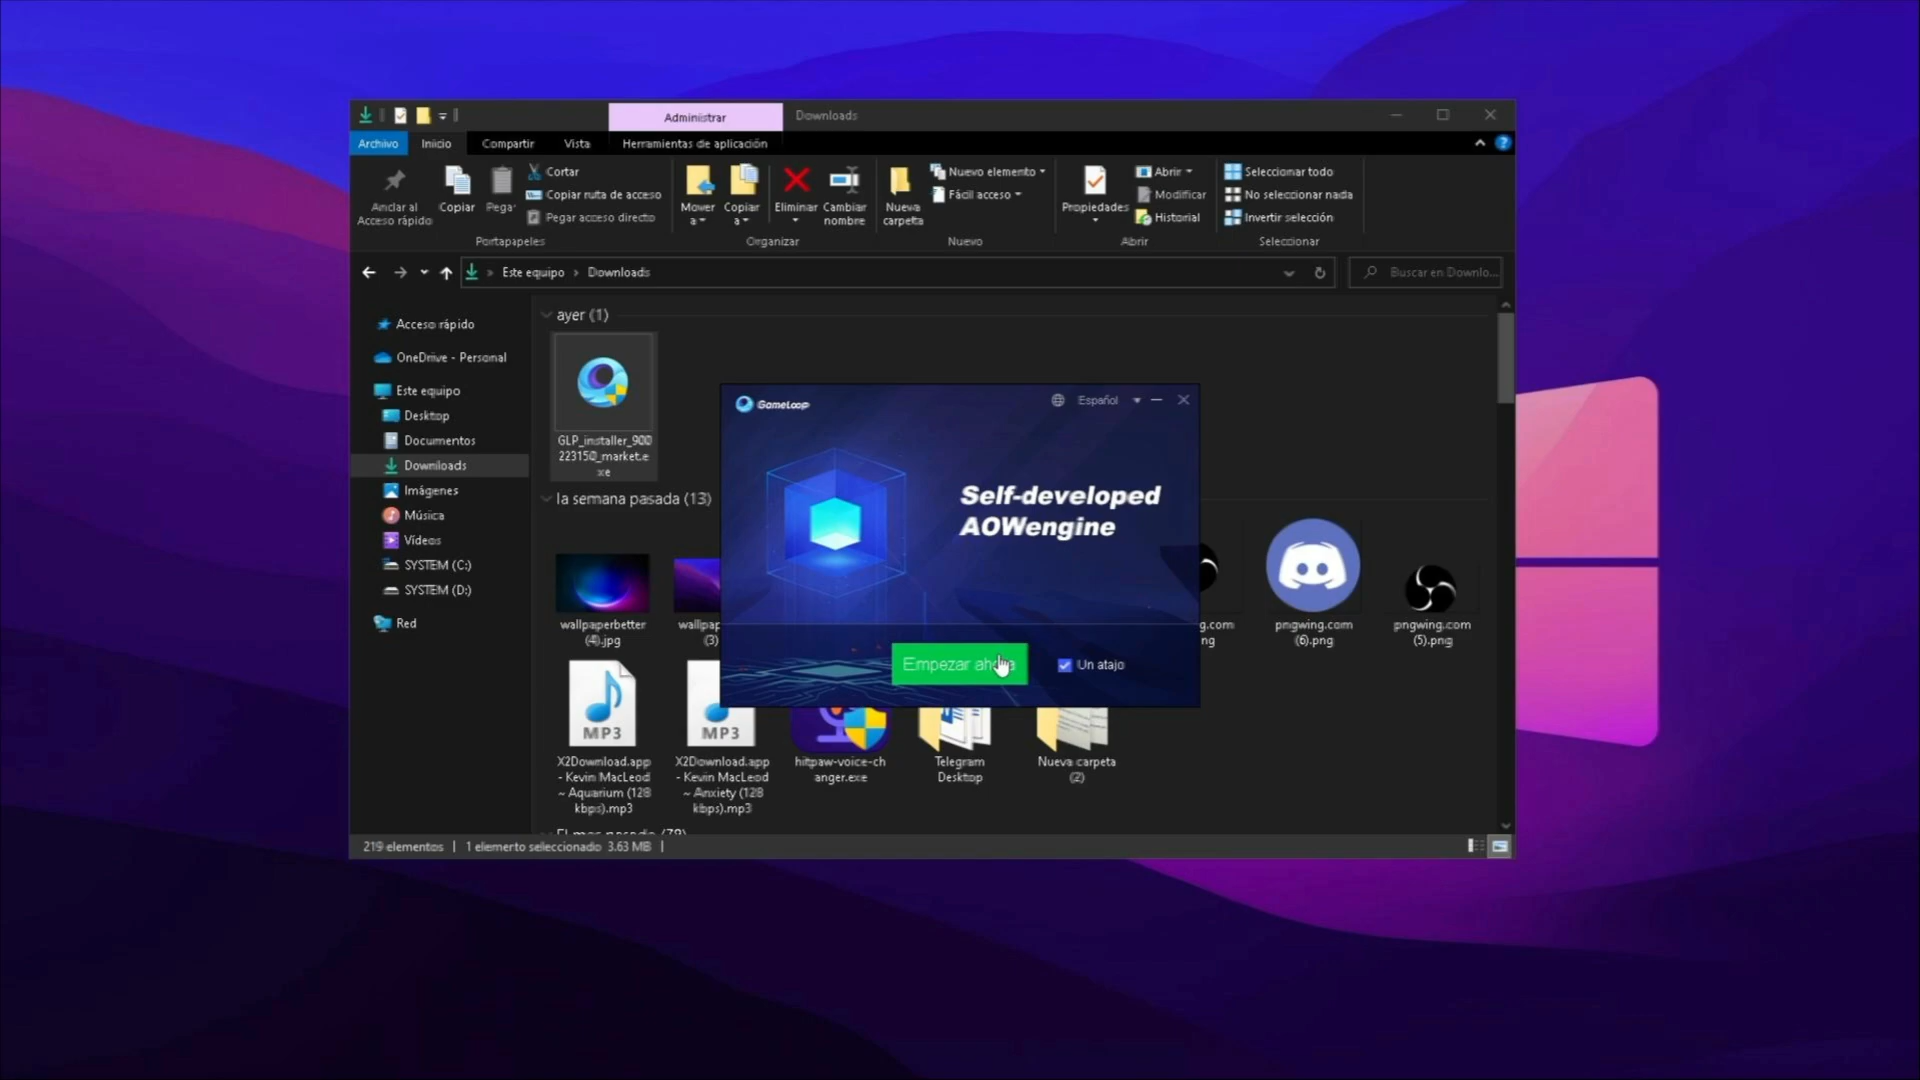 Administrar
Downloads
Archivo
Inicio
Compartir
Vista
Herramientas de aplicación
Anclar al
Acceso rápido
Copiar
Pegar
Cortar
Copiar ruta de acceso
Pegar acceso directo
Portapapeles
Mover
a
Copiar
a
Eliminar
Cambiar
nombre
Organizar
Nueva
carpeta
Nuevo elemento
Fácil acceso
Nuevo
Propiedades
Abrir
Modificar
Historial
Abrir
Seleccionar todo
No seleccionar nada
Invertir selección
Seleccionar
» Este equipo › Downloads
Buscar en Downlo...
Acceso rápido
OneDrive - Personal
Este equipo
Desktop
Documentos
Downloads
Imágenes
Música
Vídeos
SYSTEM (C:)
SYSTEM (D:)
Red
ayer (1)
GLP_installer_900
223150_market.e
xe
la semana pasada (13)
wallpaperbetter
(4).jpg
wallpap
(3)
g.com
ng
pngwing.com
(6).png
pngwing.com
(5).png
MP3
X2Download.app
- Kevin MacLeod
~ Aquarium (128
kbps).mp3
MP3
X2Download.app
- Kevin MacLeod
~ Anxiety (128
kbps).mp3
hitpaw-voice-ch
anger.exe
Telegram
Desktop
Nueva carpeta
(2)
GameLoop
Español
Self-developed
AOWengine
Empezar
Un atajo
219 elementos
1 elemento seleccionado 3.63 MB